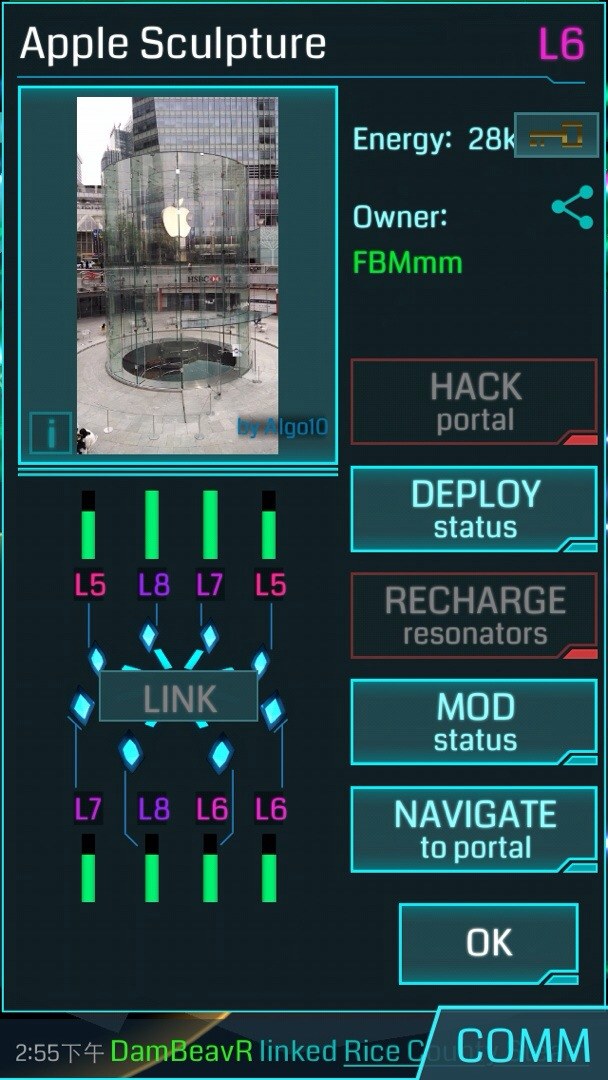 Apple Sculpture
L6
Energy: 28k
Owner:
FBMmm
HSBC
by Algo10
i
HACK
portal
DEPLOY
status
RECHARGE
resonators
MOD
status
NAVIGATE
to portal
L5 L8 L7 L5
LINK
L7 L8 L6 L6
OK
2:55下午 DamBeavR linked Rice
COMM